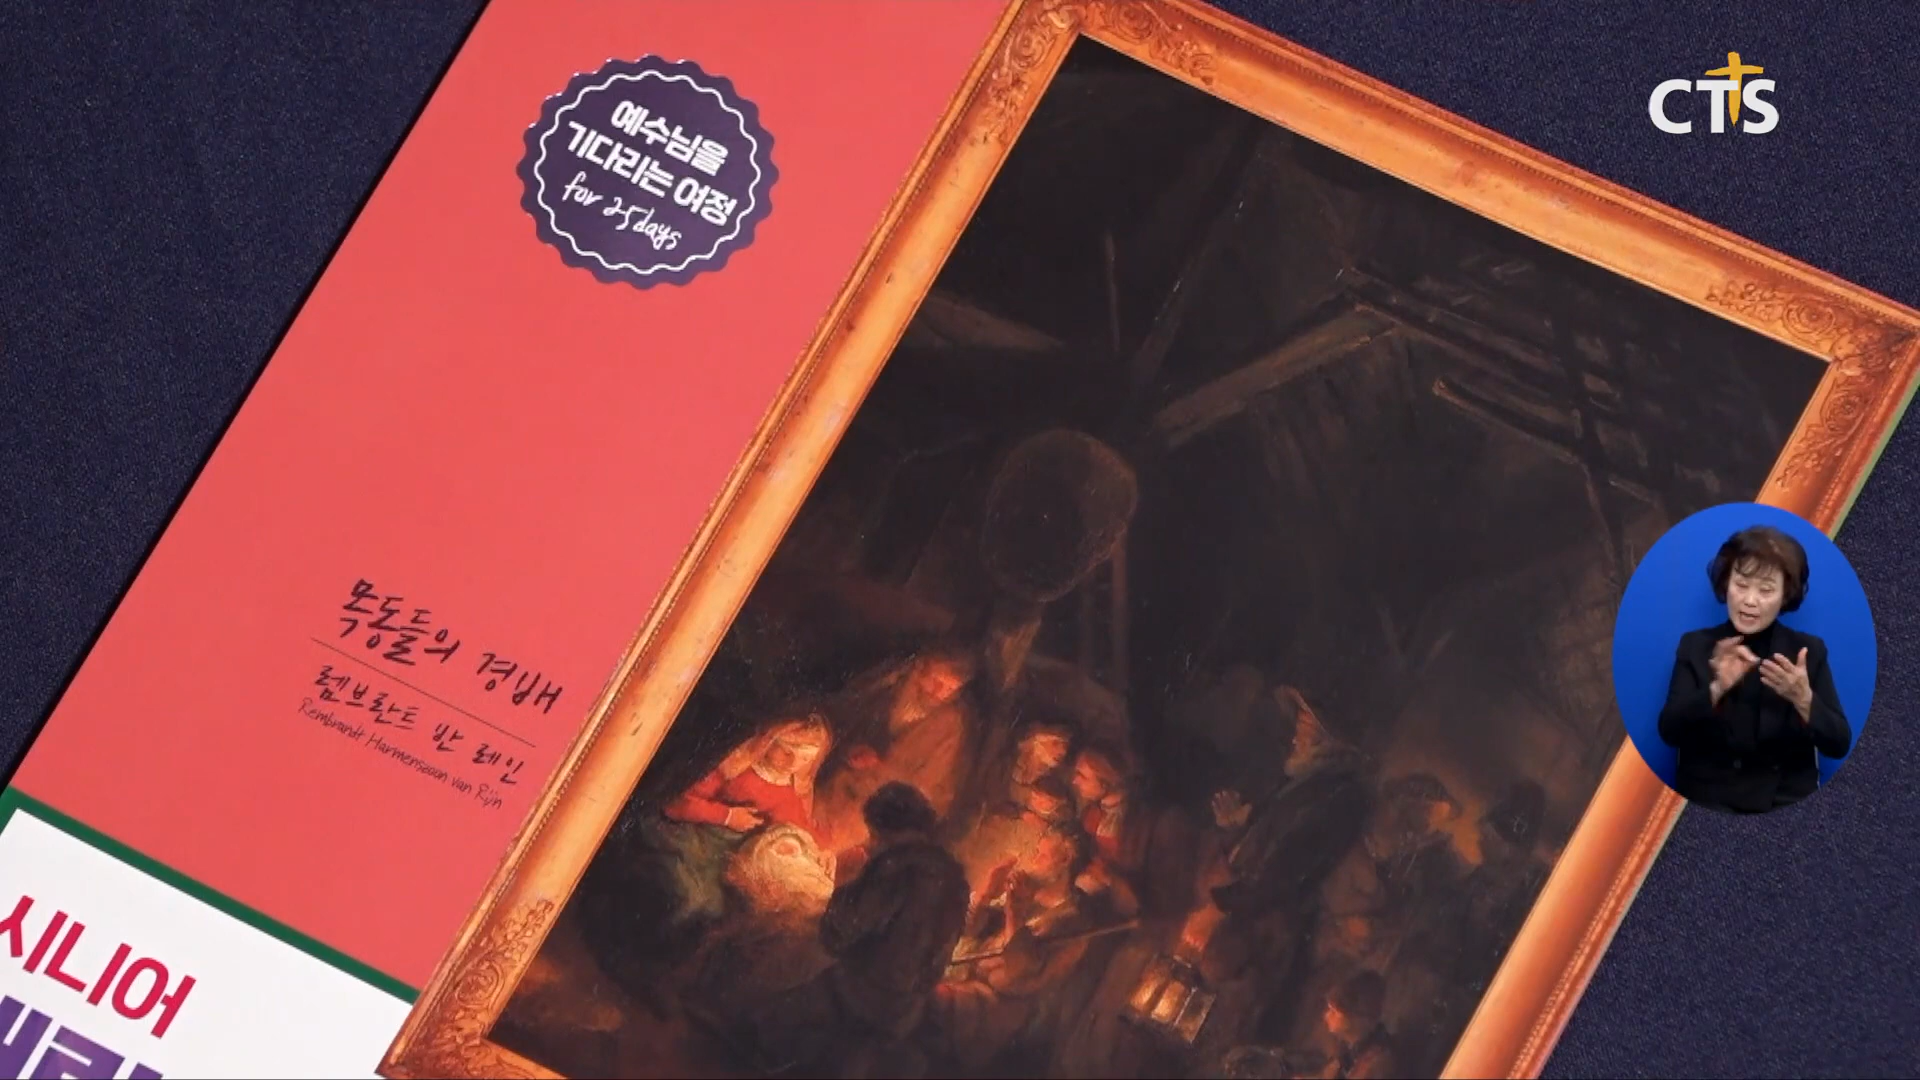 예수님을
기다리는 여정
for 25days
CTS
목동들의 경배
렘브란트 반 레인
Rembrandt Harmenszoon van Rijn
시니어